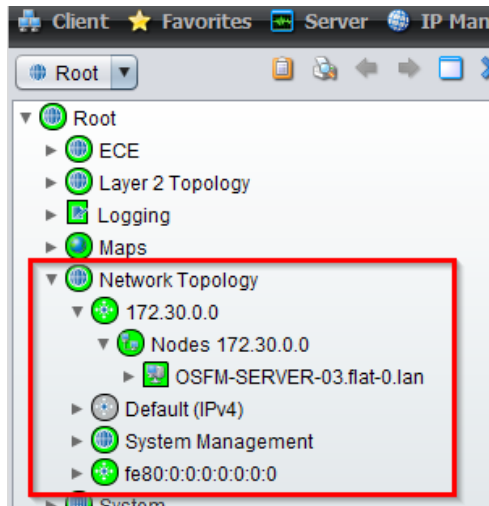 Client Favorites Server IP Man
Root
Root
ECE
Layer 2 Topology
Logging
Maps
Network Topology
172.30.0.0
Nodes 172.30.0.0
OSFM-SERVER-03.flat-0.lan
Default (IPv4)
System Management
fe80:0:0:0:0:0:0:0
System